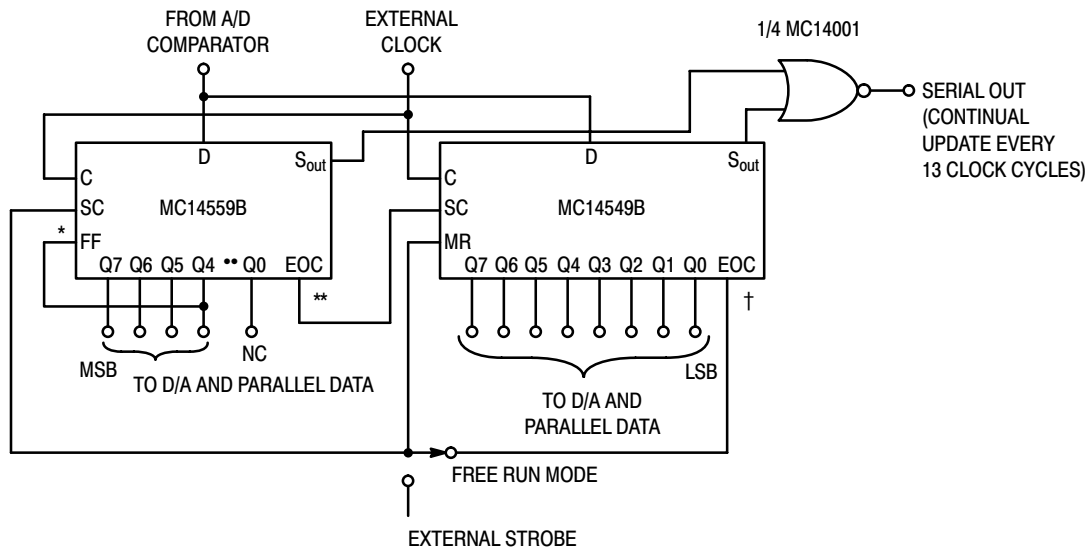 FROM A/D
COMPARATOR
EXTERNAL
CLOCK
1/4 MC14001
SERIAL OUT
(CONTINUAL
UPDATE EVERY
13 CLOCK CYCLES)
D
Sout
C
SC
MC14559B
*
FF
Q7 Q6 Q5 Q4 •• Q0 EOC
**
D
Sout
C
SC
MC14549B
MR
Q7 Q6 Q5 Q4 Q3 Q2 Q1 Q0 EOC
†
MSB
NC
TO D/A AND PARALLEL DATA
LSB
TO D/A AND
PARALLEL DATA
FREE RUN MODE
EXTERNAL STROBE